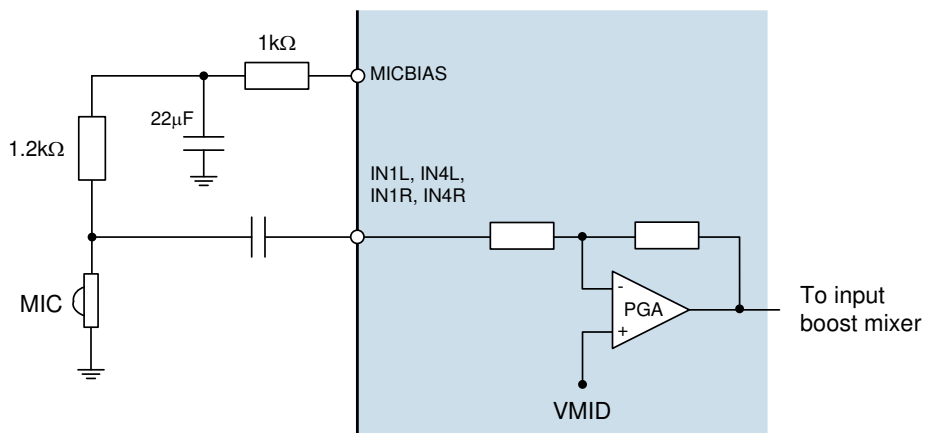 1kΩ
MICBIAS
22μF
1.2kΩ
IN1L, IN4L,
IN1R, IN4R
MIC
-
PGA
+
To input
boost mixer
VMID